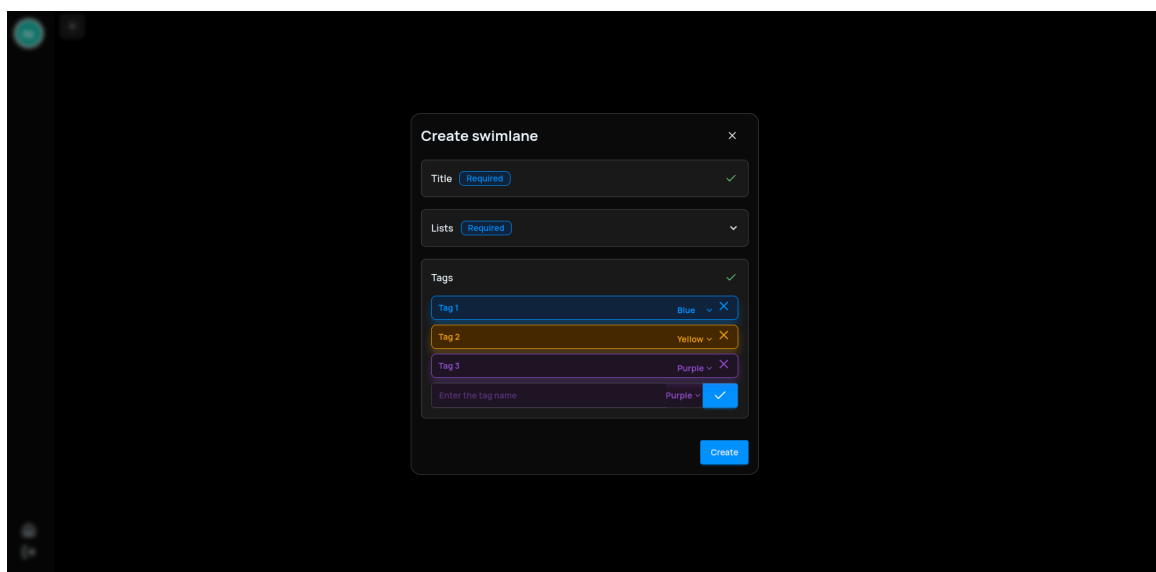 Create swimlane
Title Required
Lists Required
Tags
Tag 1 Blue
Tag 2 Yellow
Tag 3 Purple
Enter the tag name Purple
Create